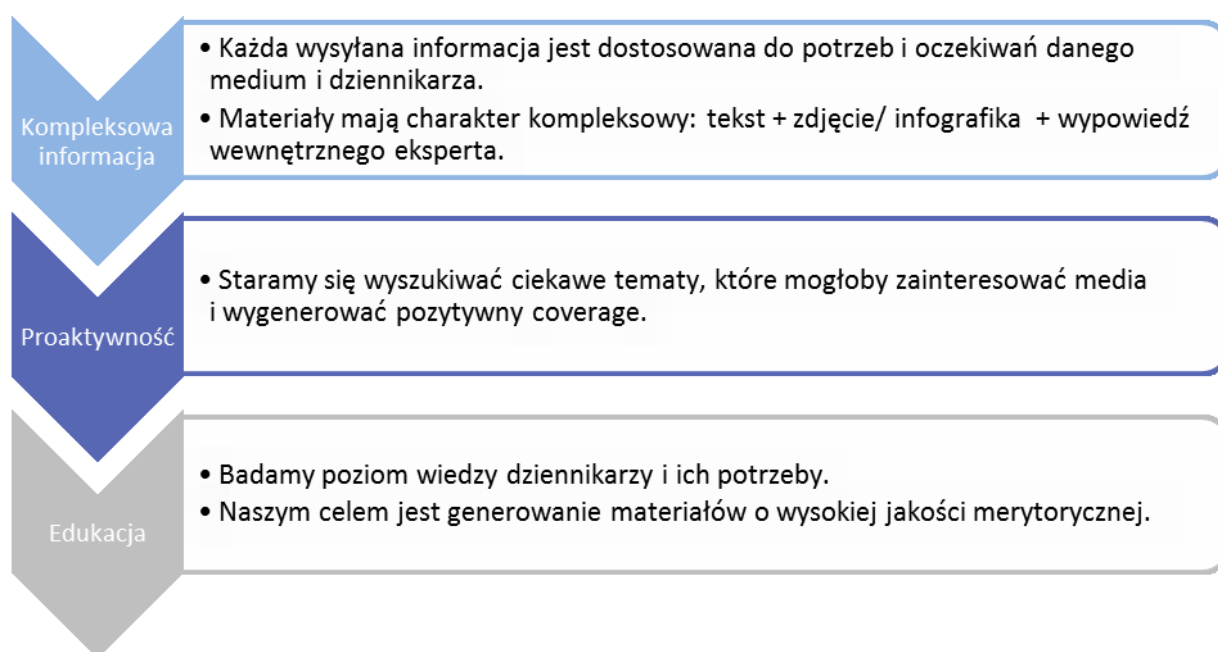 Kompleksowa
informacja
• Każda wysyłana informacja jest dostosowana do potrzeb i oczekiwań danego
medium i dziennikarza.
• Materiały mają charakter kompleksowy: tekst + zdjęcie/ infografika + wypowiedź
wewnętrznego eksperta.
Proaktywność
• Staramy się wyszukiwać ciekawe tematy, które mogłoby zainteresować media
i wygenerować pozytywny coverage.
Edukacja
• Badamy poziom wiedzy dziennikarzy i ich potrzeby.
• Naszym celem jest generowanie materiałów o wysokiej jakości merytorycznej.